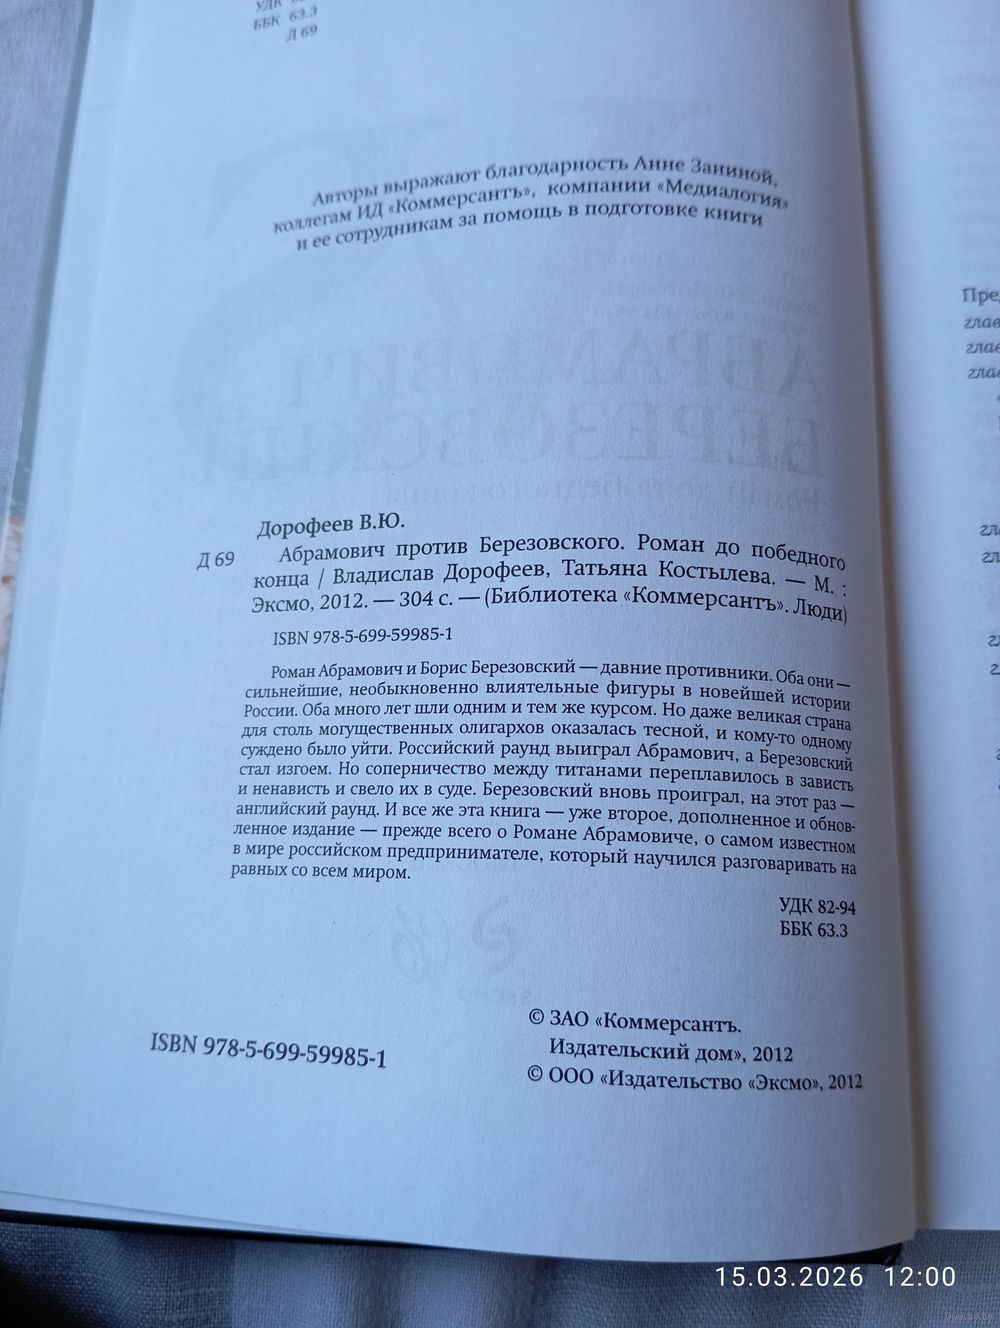 УДК
ББК 63.3
Д 69
Авторы выражают благодарность Анне Заниной,
коллегам ИД «Коммерсантъ», компании «Медиалогия»
и ее сотрудникам за помощь в подготовке книги
АБРАМОВИЧ
БЕРЕЗОВСКИЙ
Дорофеев В.Ю.
Д 69
Абрамович против Березовского. Роман до победного
конца / Владислав Дорофеев, Татьяна Костылева. — М. :
Эксмо, 2012. — 304 с. — (Библиотека «Коммерсантъ». Люди)
ISBN 978-5-699-59985-1
Роман Абрамович и Борис Березовский — давние противники. Оба они —
сильнейшие, необыкновенно влиятельные фигуры в новейшей истории
России. Оба много лет шли одним и тем же курсом. Но даже великая страна
для столь могущественных олигархов оказалась тесной, и кому-то одному
суждено было уйти. Российский раунд выиграл Абрамович, а Березовский
стал изгоем. Но соперничество между титанами переплавилось в зависть
и ненависть и свело их в суде. Березовский вновь проиграл, на этот раз —
английский раунд. И все же эта книга — уже второе, дополненное и обнов-
ленное издание — прежде всего о Романе Абрамовиче, о самом известном
в мире российском предпринимателе, который научился разговаривать на
равных со всем миром.
УДК 82-94
ББК 63.3
© ЗАО «Коммерсантъ.
Издательский дом», 2012
ISBN 978-5-699-59985-1
© ООО «Издательство «Эксмо», 2012
15.03.2026 12:00